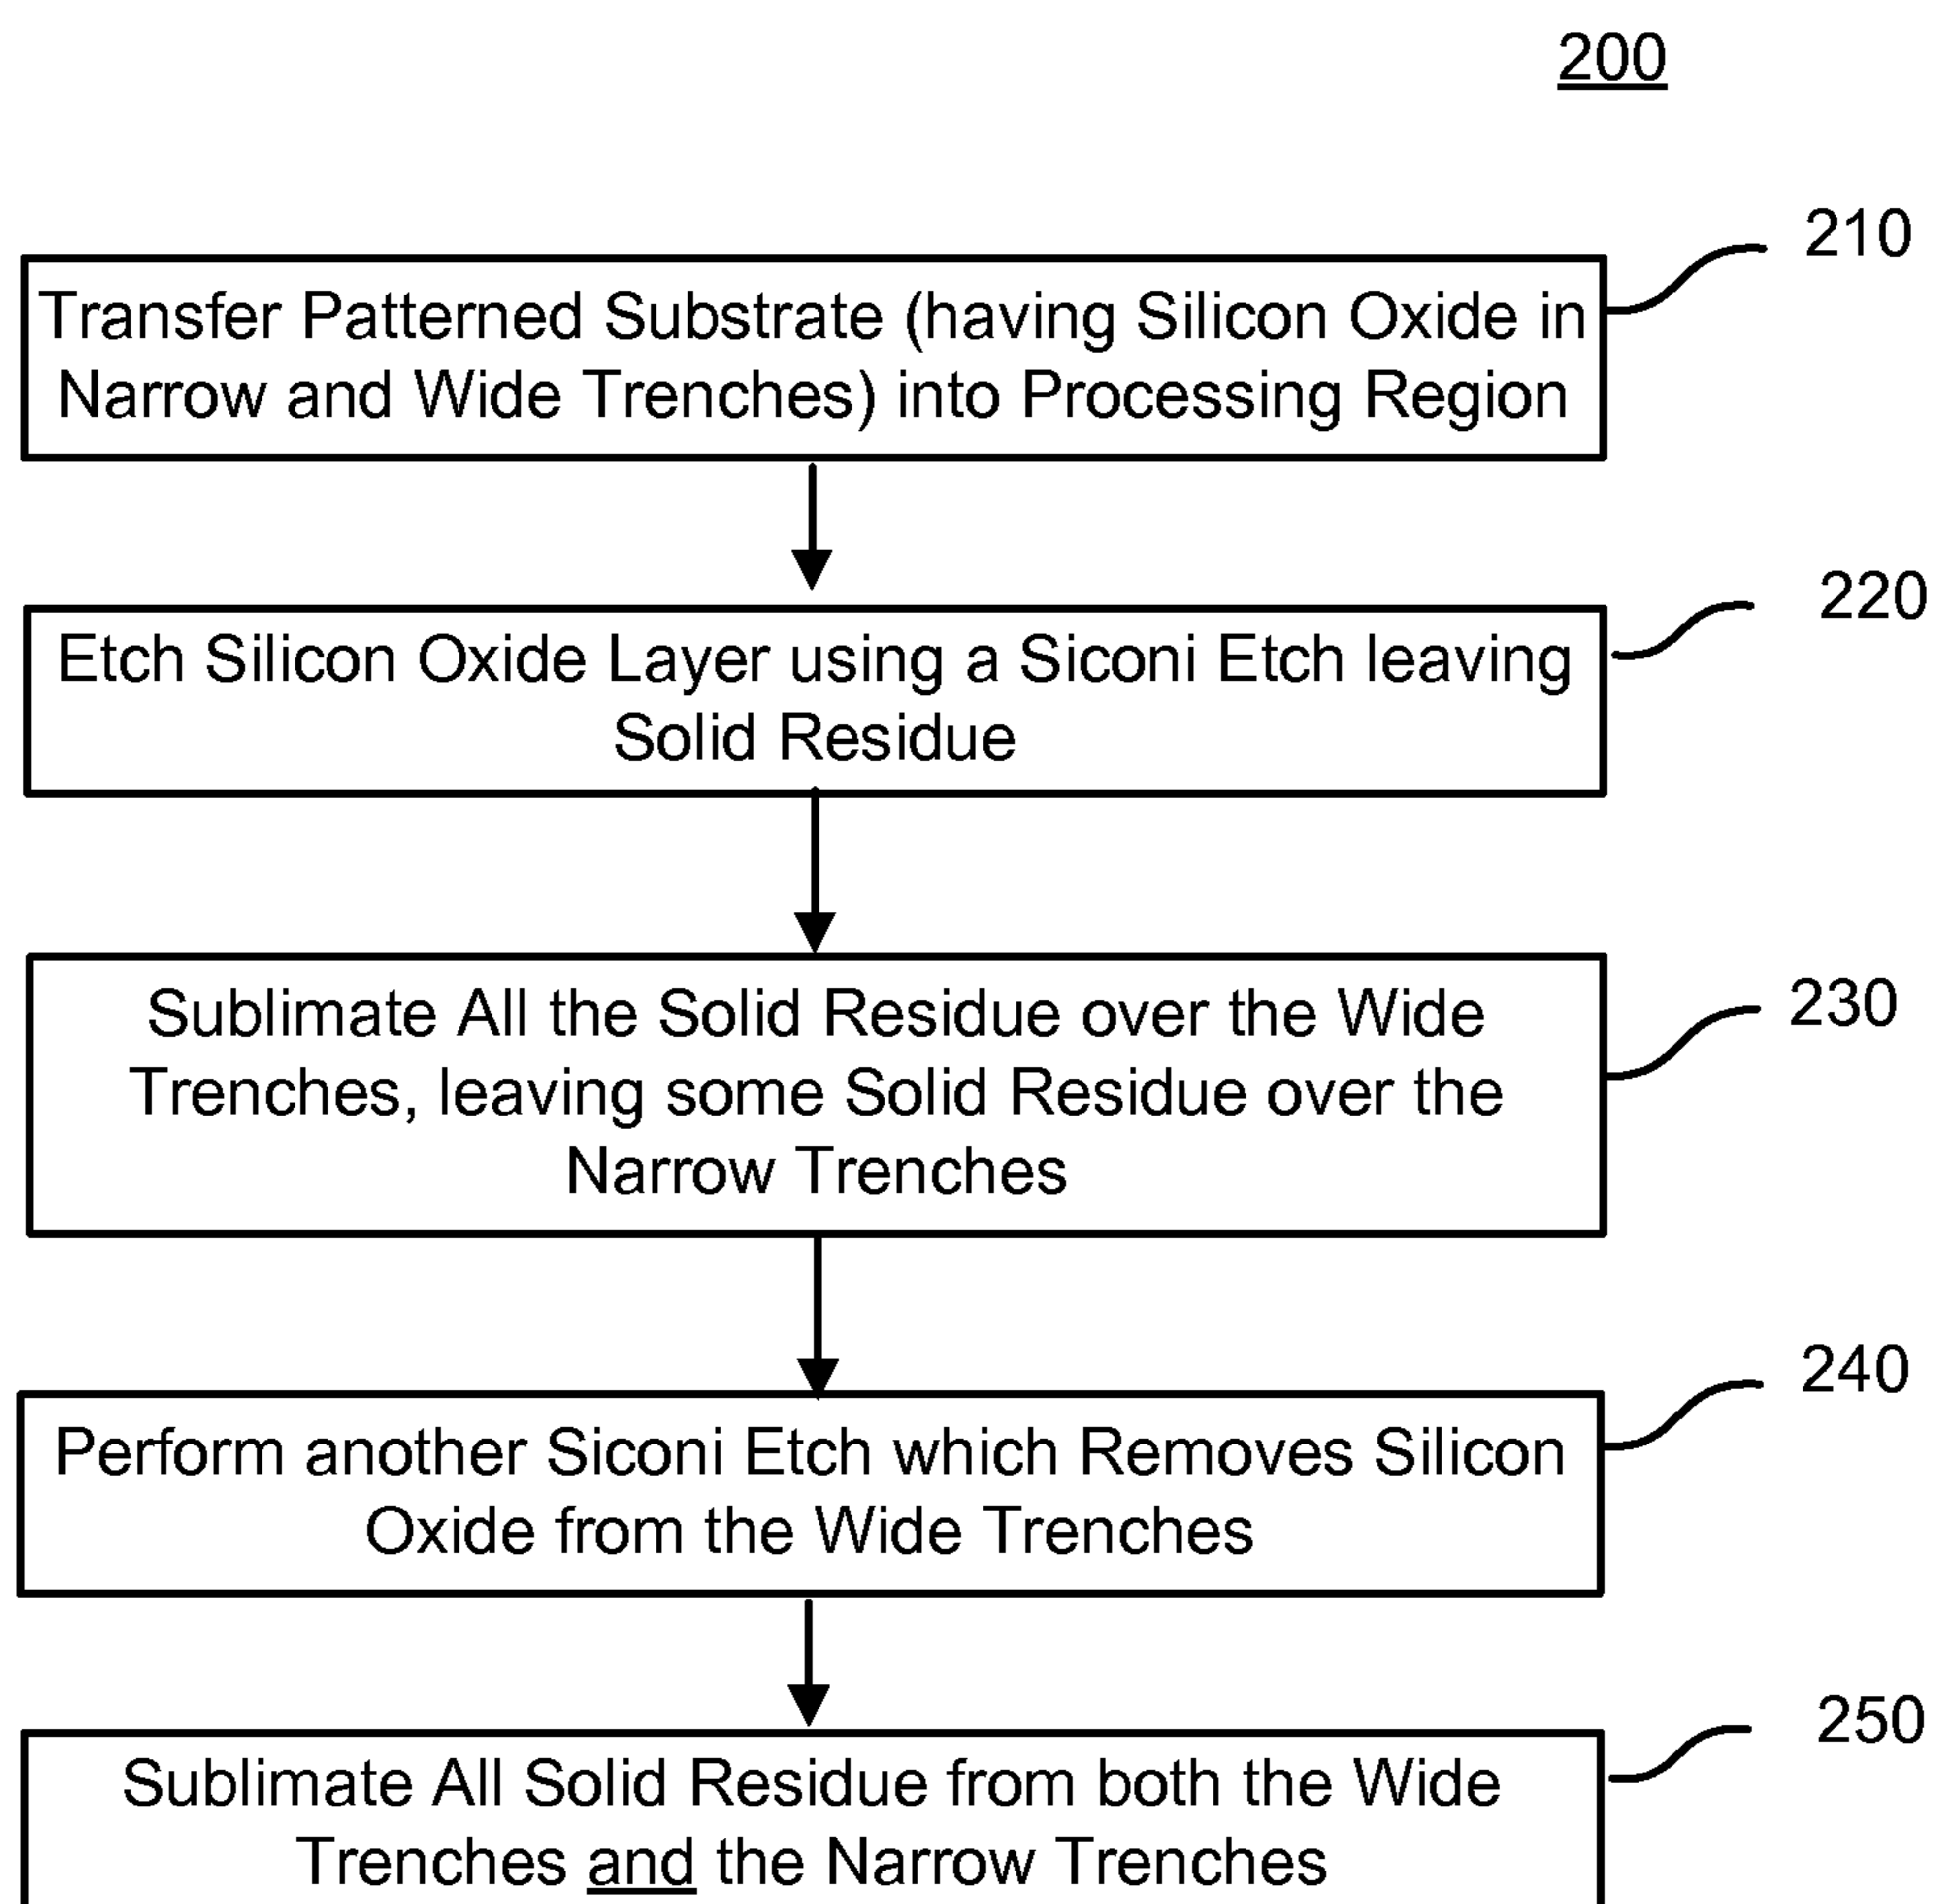 200
210
Transfer Patterned Substrate (having Silicon Oxide in
Narrow and Wide Trenches) into Processing Region
220
Etch Silicon Oxide Layer using a Siconi Etch leaving
Solid Residue
230
Sublimate All the Solid Residue over the Wide
Trenches, leaving some Solid Residue over the
Narrow Trenches
240
Perform another Siconi Etch which Removes Silicon
Oxide from the Wide Trenches
250
Sublimate All Solid Residue from both the Wide
Trenches and the Narrow Trenches